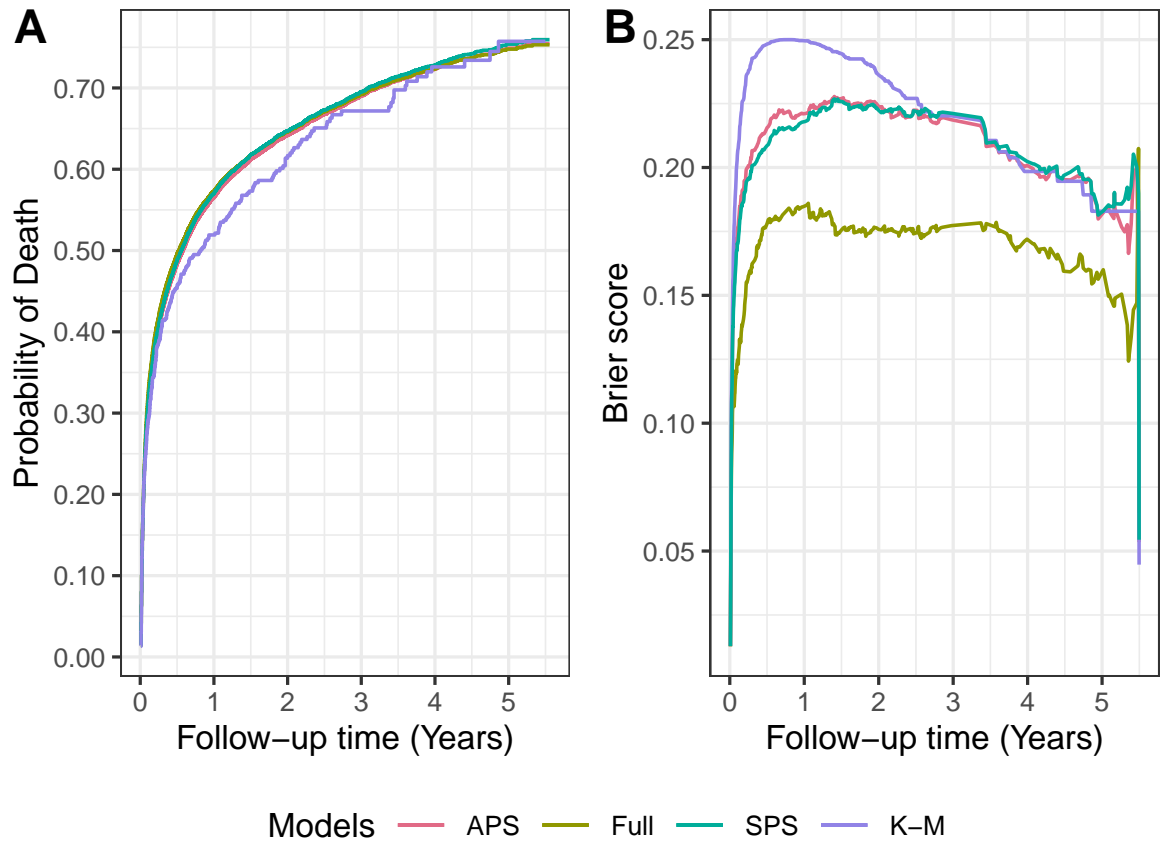 A
Probability of Death
0.70
0.60
0.50
0.40
0.30
0.20
0.10
0.00
0 1 2 3 4 5
Follow−up time (Years)
B
Brier score
0.25
0.20
0.15
0.10
0.05
0 1 2 3 4 5
Follow−up time (Years)
Models APS Full SPS K−M